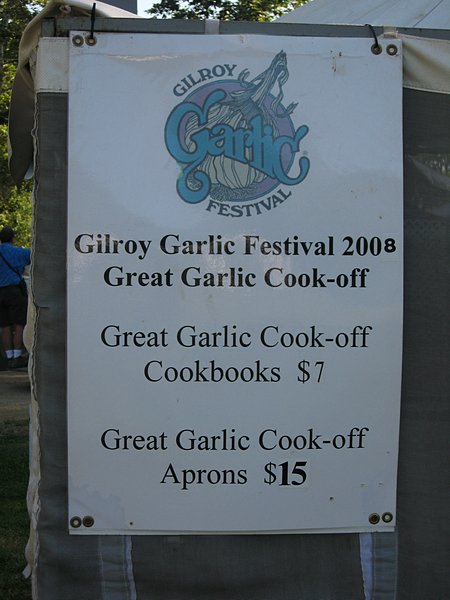 GILROY
Garlic
FESTIVAL
Gilroy Garlic Festival 2008
Great Garlic Cook-off
Great Garlic Cook-off
Cookbooks $7
Great Garlic Cook-off
Aprons $15